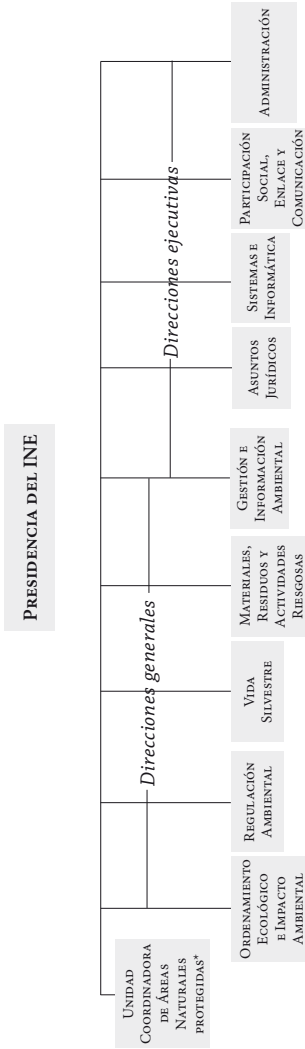 PRESIDENCIA DEL INE
UNIDAD
COORDINADORA
DE ÁREAS
NATURALES
PROTEGIDAS*
Direcciones generales
Direcciones ejecutivas
ORDENAMIENTO
ECOLÓGICO
E IMPACTO
AMBIENTAL
REGULACIÓN
AMBIENTAL
VIDA
SILVESTRE
MATERIALES,
RESIDUOS Y
ACTIVIDADES
RIESGOSAS
GESTIÓN E
INFORMACIÓN
AMBIENTAL
ASUNTOS
JURÍDICOS
SISTEMAS E
INFORMÁTICA
PARTICIPACIÓN
SOCIAL,
ENLACE Y
COMUNICACIÓN
ADMINISTRACIÓN